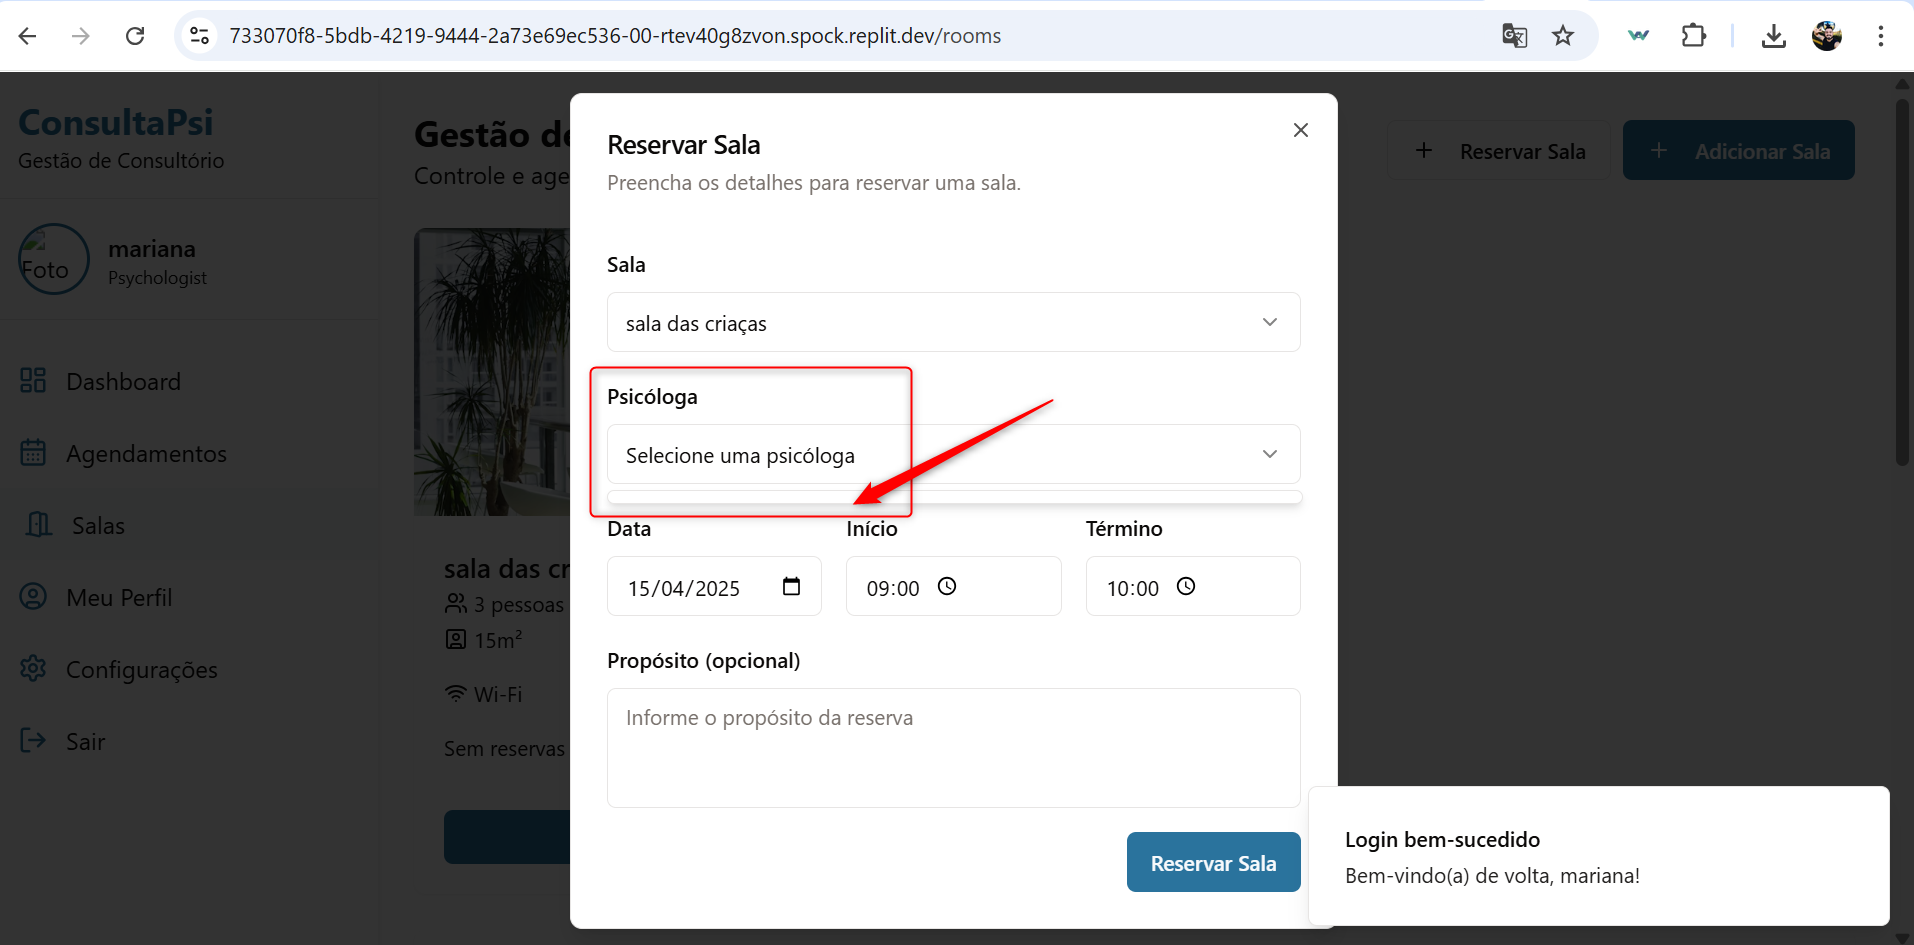 733070f8-5bdb-4219-9444-2a73e69ec536-00-rtev40g8zvon.spock.replit.dev/rooms
ConsultaPsi
Gestão de Consultório
Foto
mariana
Psychologist
Dashboard
Agendamentos
Salas
Meu Perfil
Configurações
Sair
Gestão de
Controle e age
Reservar Sala
Adicionar Sala
sala das cr
3 pessoas
15m²
Wi-Fi
Sem reservas
Reservar Sala
Preencha os detalhes para reservar uma sala.
Sala
sala das criaças
Psicóloga
Selecione uma psicóloga
Data Início Término
15/04/2025 09:00 10:00
Propósito (opcional)
Informe o propósito da reserva
Reservar Sala
Login bem-sucedido
Bem-vindo(a) de volta, mariana!